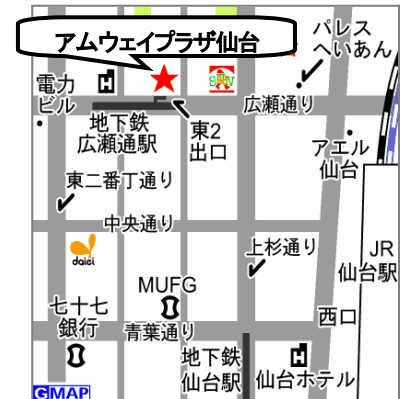 アムウェイプラザ仙台
パレス
へいあん
電力
ビル
H
SUN
広瀬通り
地下鉄
広瀬通駅
東2
出口
アエル
仙台
東二番丁通り
中央通り
daiei
上杉通り
JR
仙台駅
MUFG
七十七
銀行
青葉通り
西口
地下鉄
仙台駅
H
仙台ホテル
GMAP